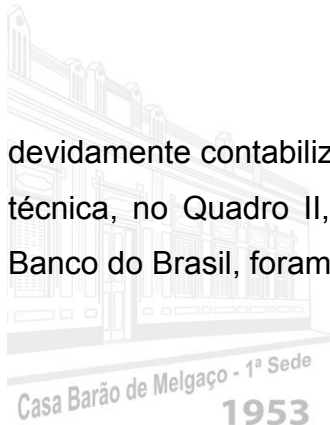 devidamente contabiliz
técnica, no Quadro II,
Banco do Brasil, foram
Casa Barão de Melgaço - 1ª Sede
1953